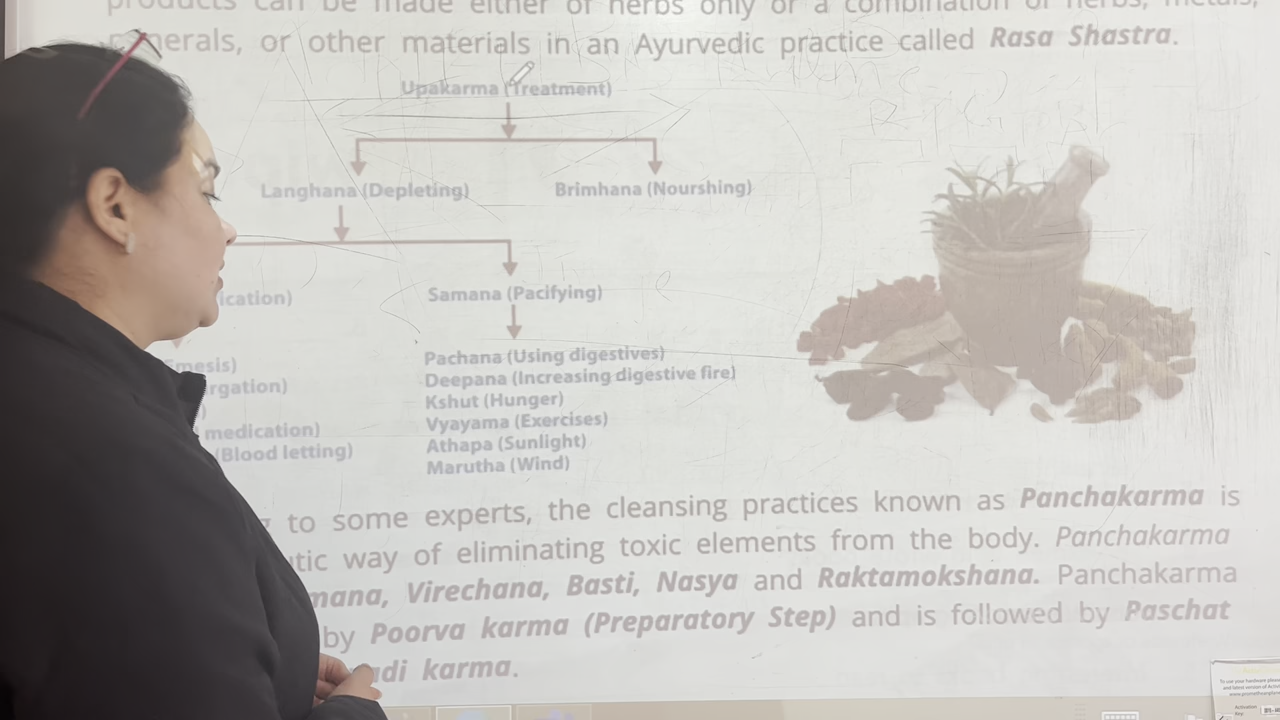 products can be made either of herbs only or a combination of herbs, metals,
minerals, or other materials in an Ayurvedic practice called Rasa Shastra.
Upakarma (Treatment)
Langhana (Depleting) Brimhana (Nourshing)
ication) Samana (Pacifying)
mesis) Pachana (Using digestives)
rgation) Deepana (Increasing digestive fire)
Kshut (Hunger)
medication) Vyayama (Exercises)
(Blood letting) Athapa (Sunlight)
Marutha (Wind)
to some experts, the cleansing practices known as Panchakarma is
tic way of eliminating toxic elements from the body. Panchakarma
mana, Virechana, Basti, Nasya and Raktamokshana. Panchakarma
by Poorva karma (Preparatory Step) and is followed by Paschat
adi karma.